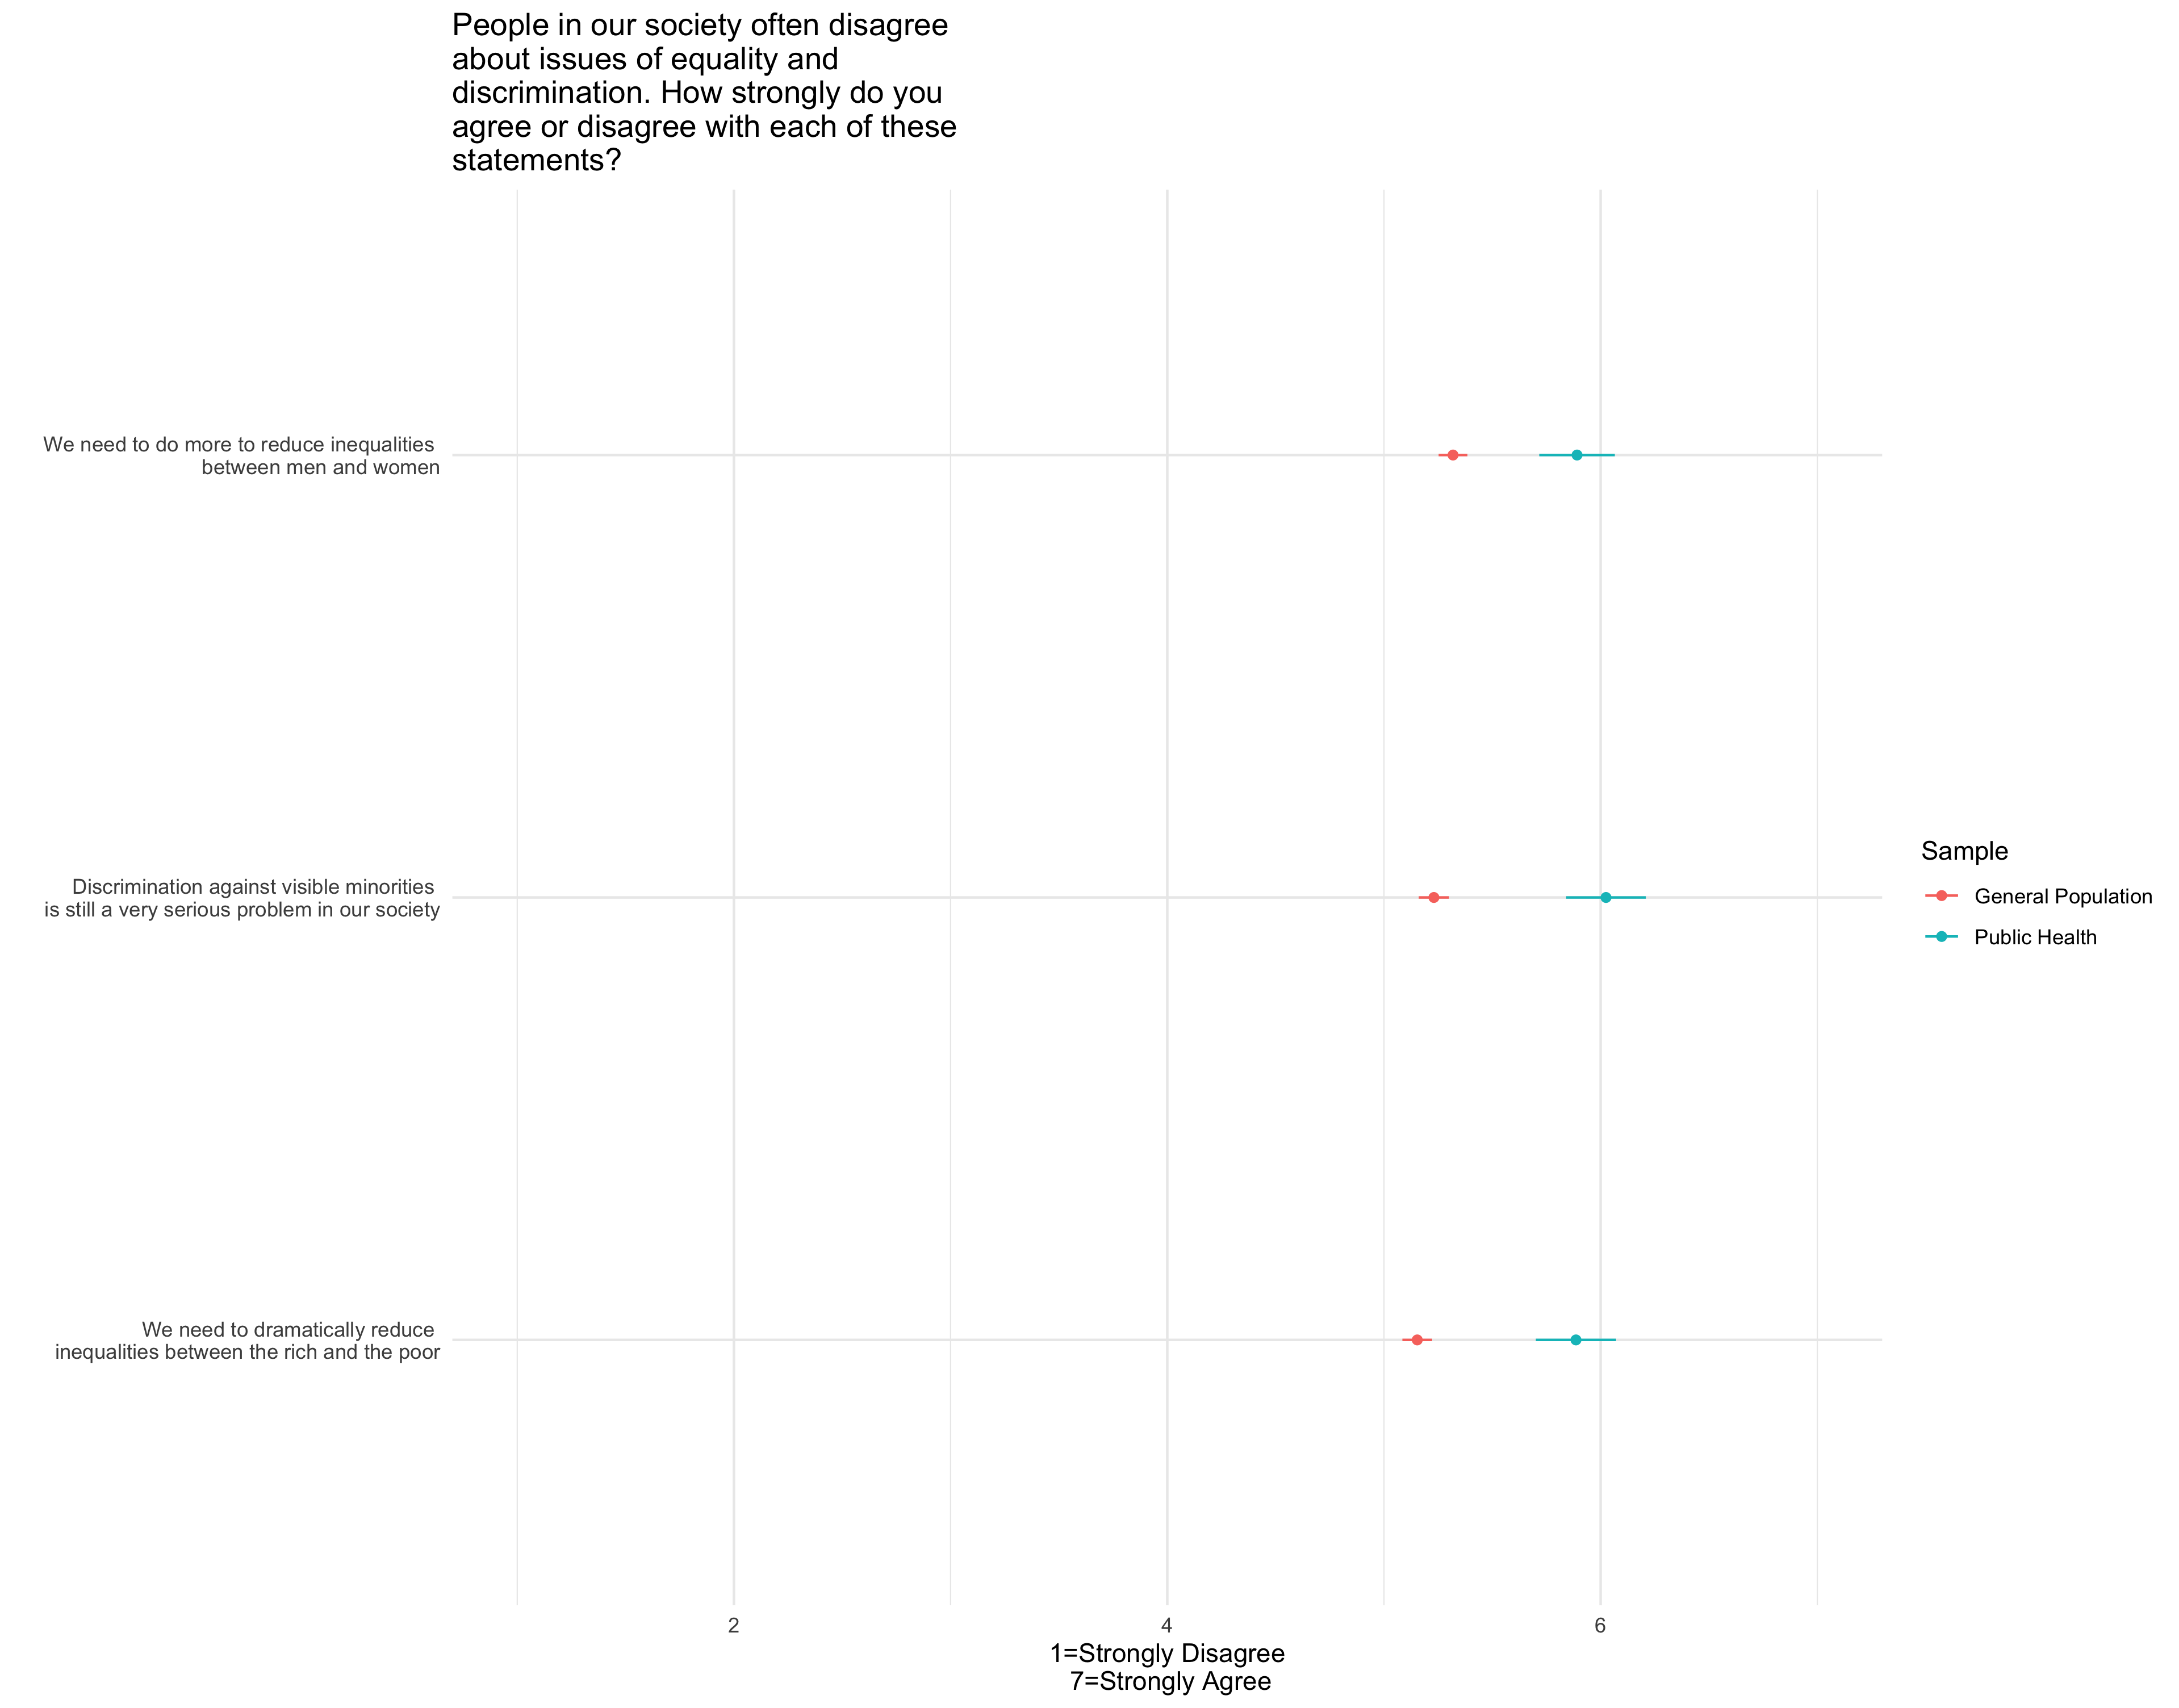 People in our society often disagree
about issues of equality and
discrimination. How strongly do you
agree or disagree with each of these
statements?
We need to do more to reduce inequalities
between men and women
Discrimination against visible minorities
is still a very serious problem in our society
We need to dramatically reduce
inequalities between the rich and the poor
Sample
General Population
Public Health
2
4
6
1=Strongly Disagree
7=Strongly Agree